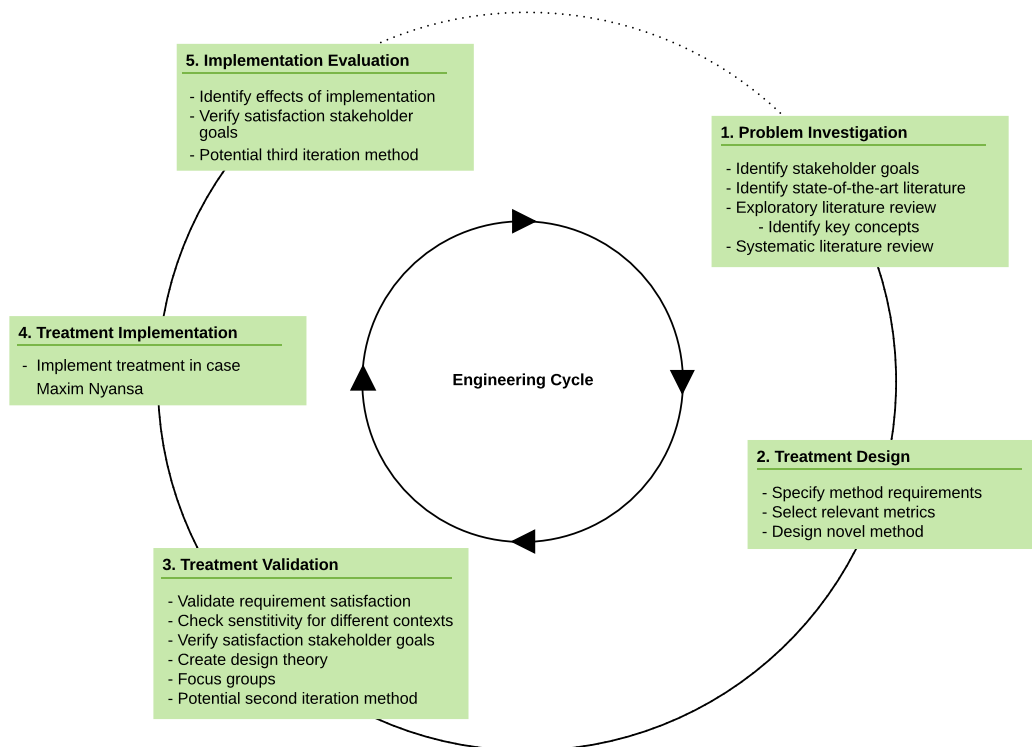 5. Implementation Evaluation
- Identify effects of implementation
- Verify satisfaction stakeholder
goals
- Potential third iteration method
1. Problem Investigation
- Identify stakeholder goals
- Identify state-of-the-art literature
- Exploratory literature review
- Identify key concepts
- Systematic literature review
4. Treatment Implementation
- Implement treatment in case
Maxim Nyansa
Engineering Cycle
2. Treatment Design
- Specify method requirements
- Select relevant metrics
- Design novel method
3. Treatment Validation
- Validate requirement satisfaction
- Check senstitivity for different contexts
- Verify satisfaction stakeholder goals
- Create design theory
- Focus groups
- Potential second iteration method